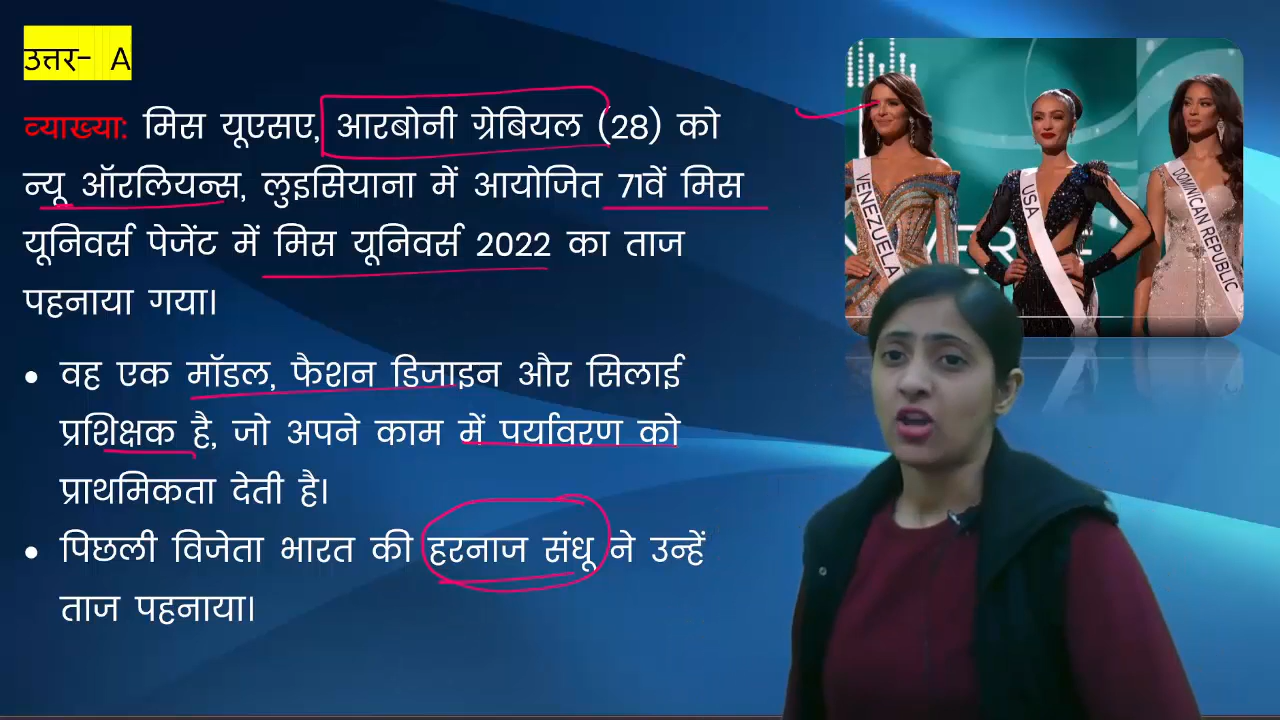 उत्तर- A
व्याख्या: मिस यूएसए, आरबोनी ग्रेबियल (28) को
न्यू ऑरलियन्स, लुइसियाना में आयोजित 71वें मिस
यूनिवर्स पेजेंट में मिस यूनिवर्स 2022 का ताज
पहनाया गया।
• वह एक मॉडल, फैशन डिजाइन और सिलाई
प्रशिक्षक है, जो अपने काम में पर्यावरण को
प्राथमिकता देती है।
• पिछली विजेता भारत की हरनाज संधू ने उन्हें
ताज पहनाया।
VENEZUELA
USA
DOMINICAN REPUBLIC